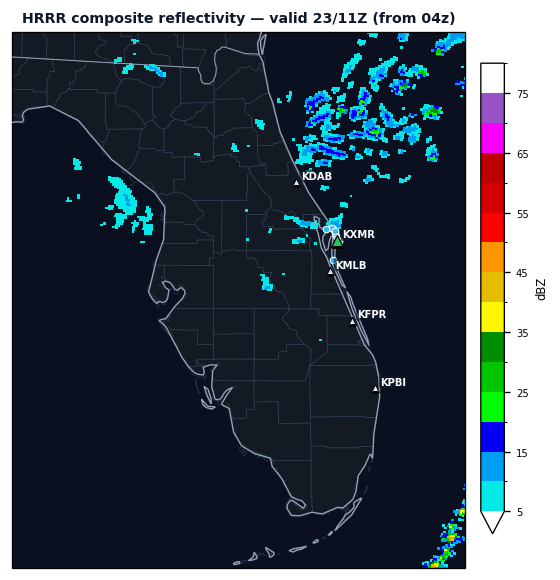 HRRR composite reflectivity — valid 23/11Z (from 04z)
KDAB
KXMR
KMLB
KFPR
KPBI
75
65
55
45
35
25
15
5
dBZ